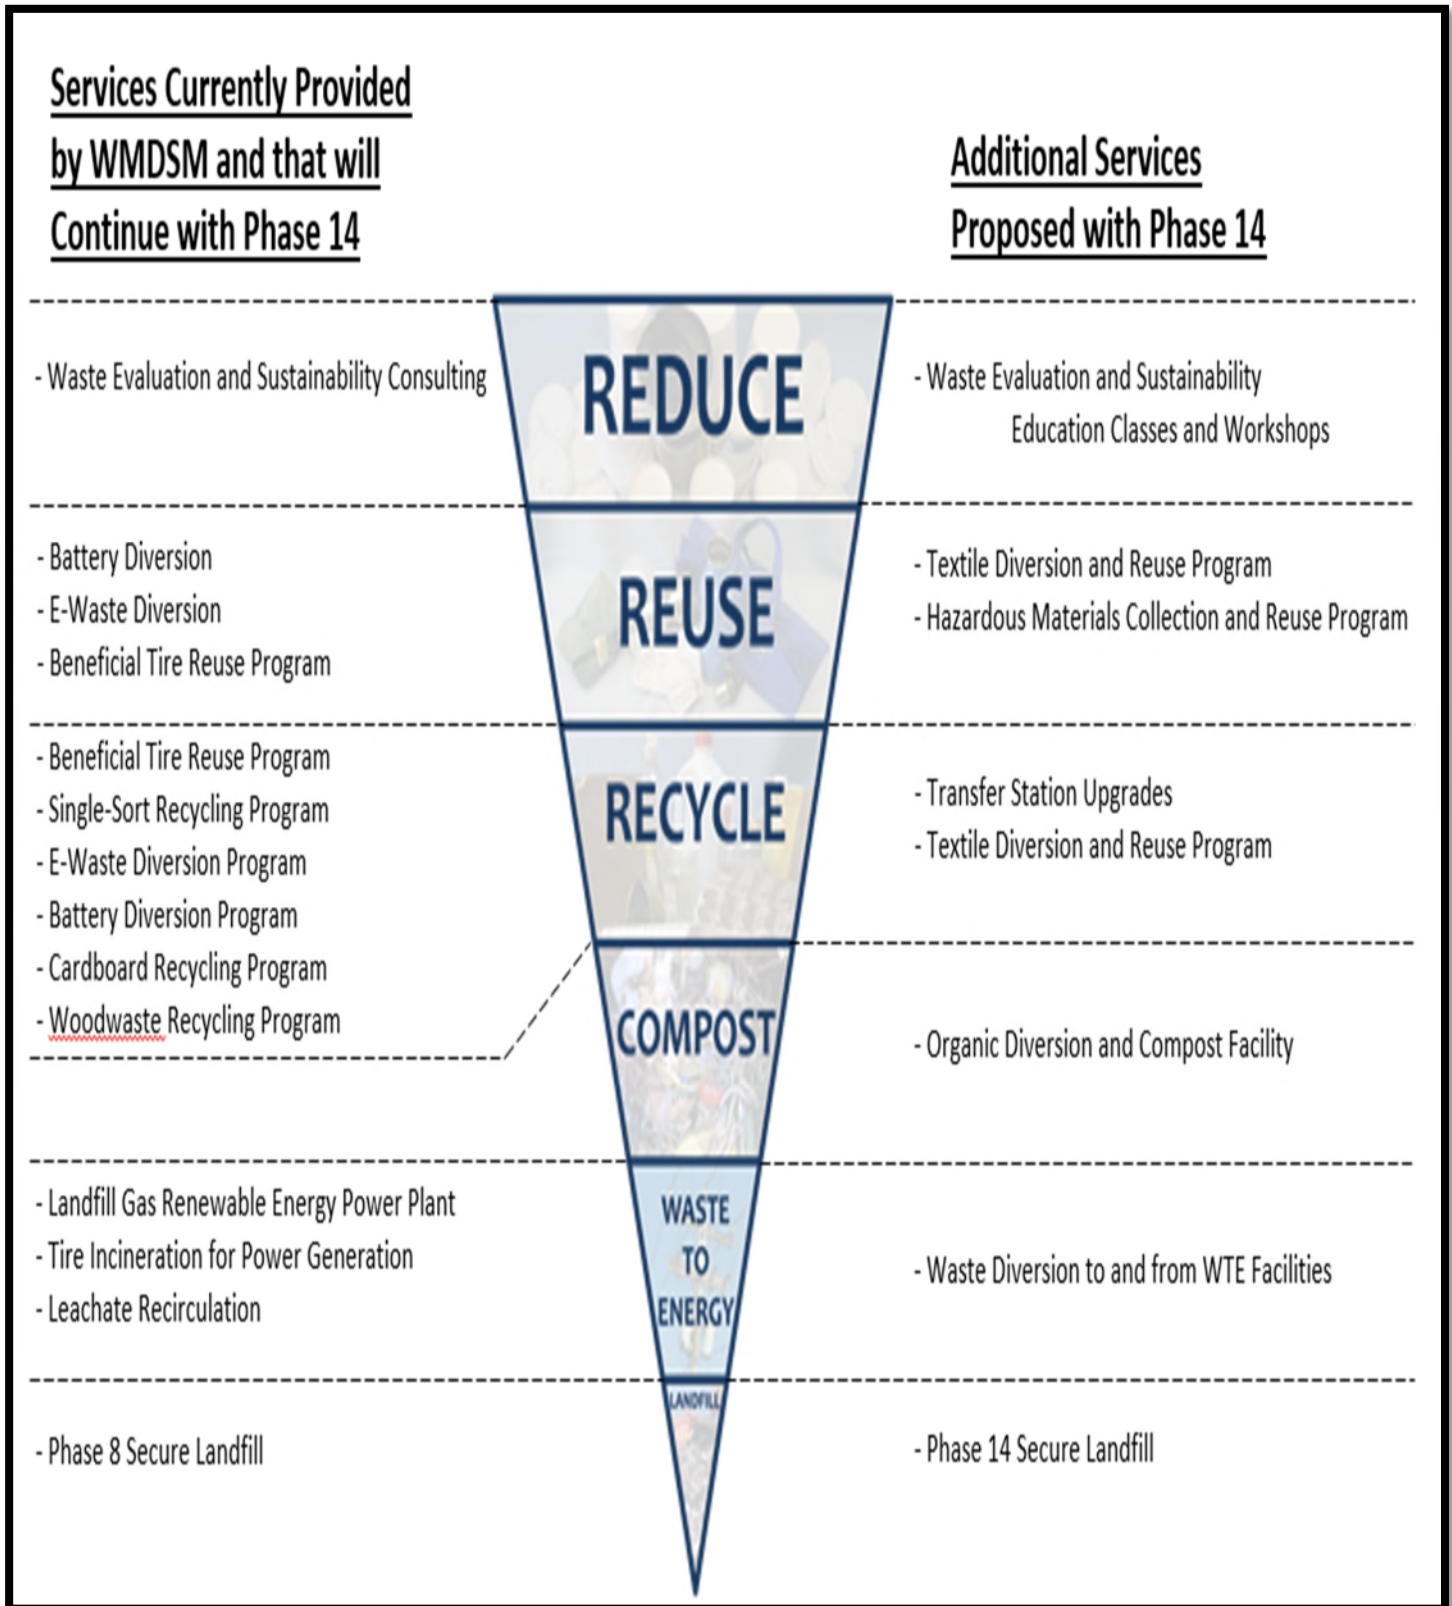 Services Currently Provided
by WMDSM and that will
Continue with Phase 14
Additional Services
Proposed with Phase 14
- Waste Evaluation and Sustainability Consulting
REDUCE
- Waste Evaluation and Sustainability
Education Classes and Workshops
- Battery Diversion
- E-Waste Diversion
- Beneficial Tire Reuse Program
REUSE
- Textile Diversion and Reuse Program
- Hazardous Materials Collection and Reuse Program
- Beneficial Tire Reuse Program
- Single-Sort Recycling Program
- E-Waste Diversion Program
- Battery Diversion Program
- Cardboard Recycling Program
- Woodwaste Recycling Program
RECYCLE
- Transfer Station Upgrades
- Textile Diversion and Reuse Program
COMPOST
- Organic Diversion and Compost Facility
- Landfill Gas Renewable Energy Power Plant
- Tire Incineration for Power Generation
- Leachate Recirculation
WASTE
TO
ENERGY
- Waste Diversion to and from WTE Facilities
- Phase 8 Secure Landfill
LANDFILL
- Phase 14 Secure Landfill